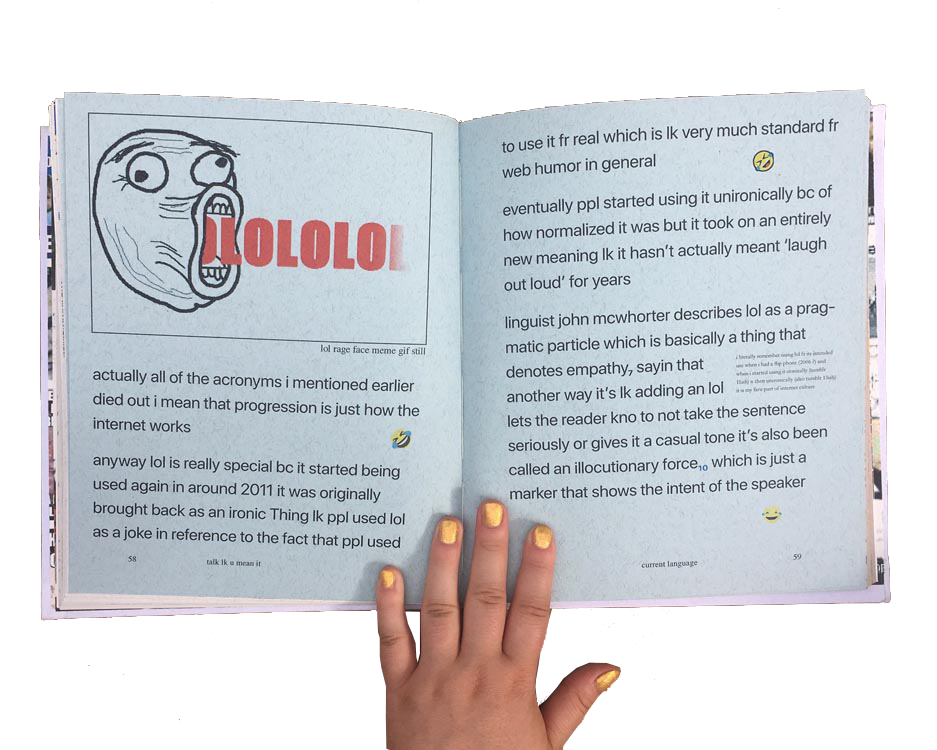 LOLOLOL
lol rage face meme gif still
actually all of the acronyms i mentioned earlier
died out i mean that progression is just how the
internet works
anyway lol is really special bc it started being
used again in around 2011 it was originally
brought back as an ironic Thing lk ppl used lol
as a joke in reference to the fact that ppl used
58
talk lk u mean it
to use it fr real which is lk very much standard fr
web humor in general
eventually ppl started using it unironically bc of
how normalized it was but it took on an entirely
new meaning lk it hasn't actually meant 'laugh
out loud' for years
linguist john mcwhorter describes lol as a prag-
matic particle which is basically a thing that
denotes empathy, sayin that
another way it's lk adding an lol
lets the reader kno to not take the sentence
seriously or gives it a casual tone it's also been
called an illocutionary force,10 which is just a
marker that shows the intent of the speaker
i literally remember using lol fr its intended
use when i had a flip phone (2006 ?) and
when i started using it ironically (tumblr
11ish) n then unironically (also tumblr 13ish)
it is my fave part of internet culture
current language
59